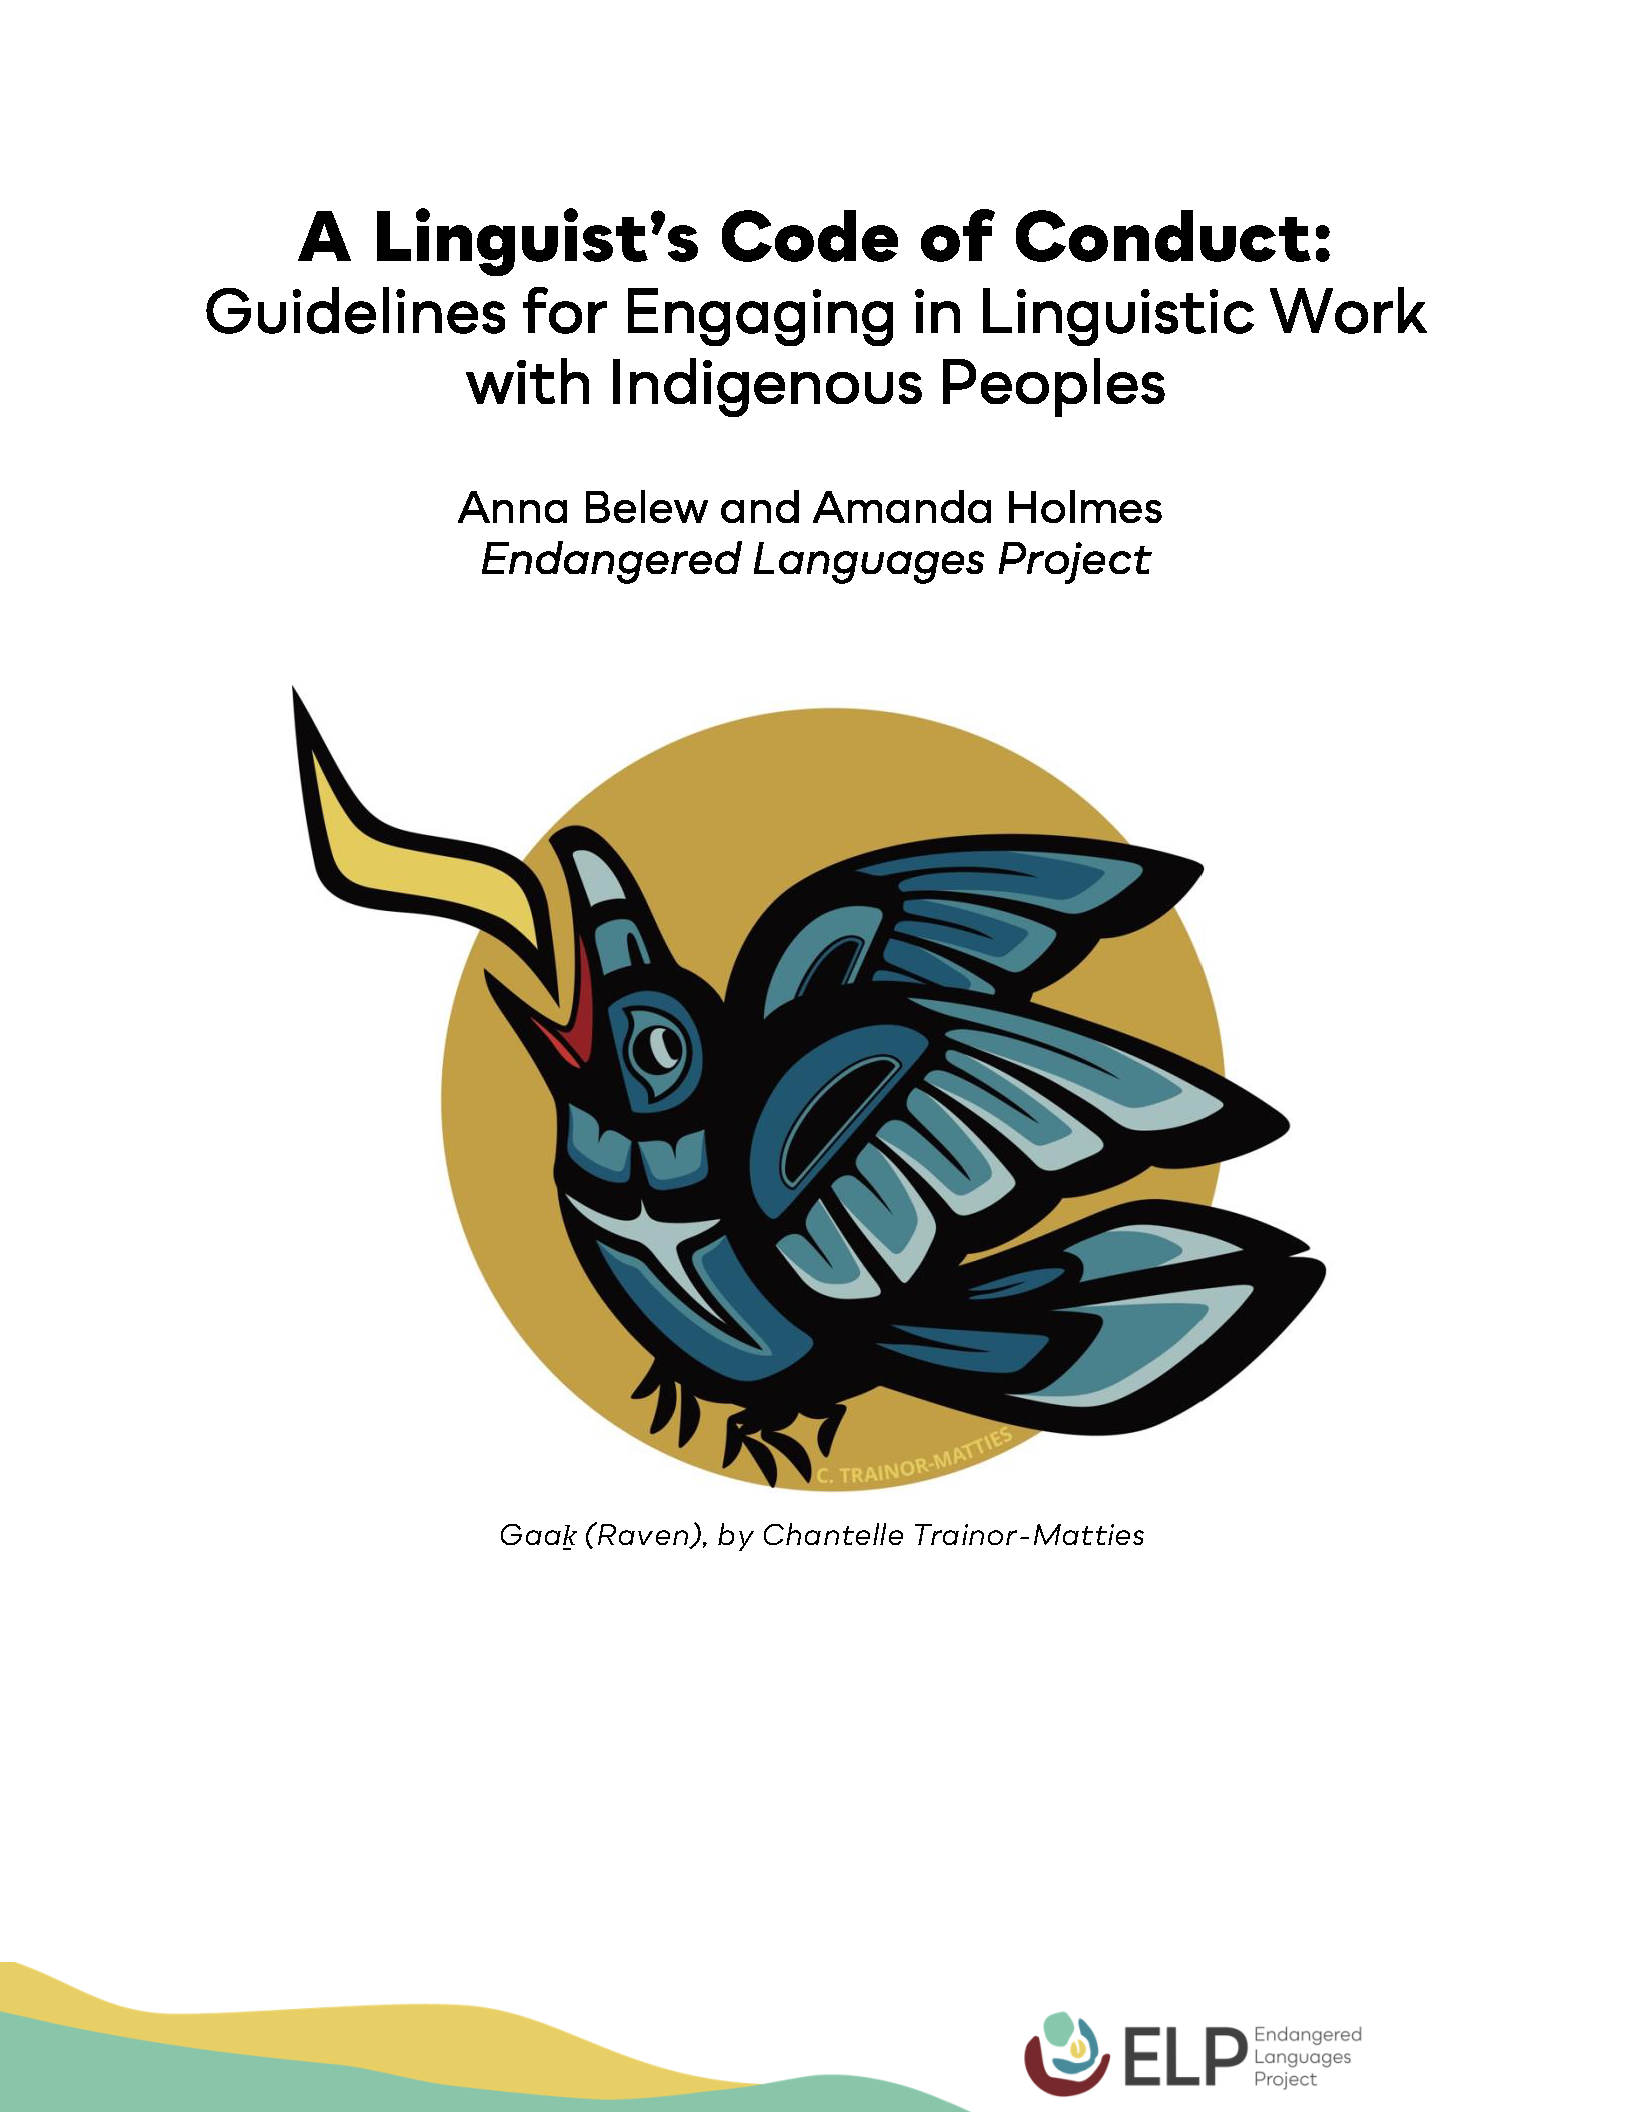 A Linguist’s Code of Conduct:
Guidelines for Engaging in Linguistic Work
with Indigenous Peoples
Anna Belew and Amanda Holmes
Endangered Languages Project
C. TRAINOR-MATTIES
Gaaḵ (Raven), by Chantelle Trainor-Matties
ELP
Endangered
Languages
Project